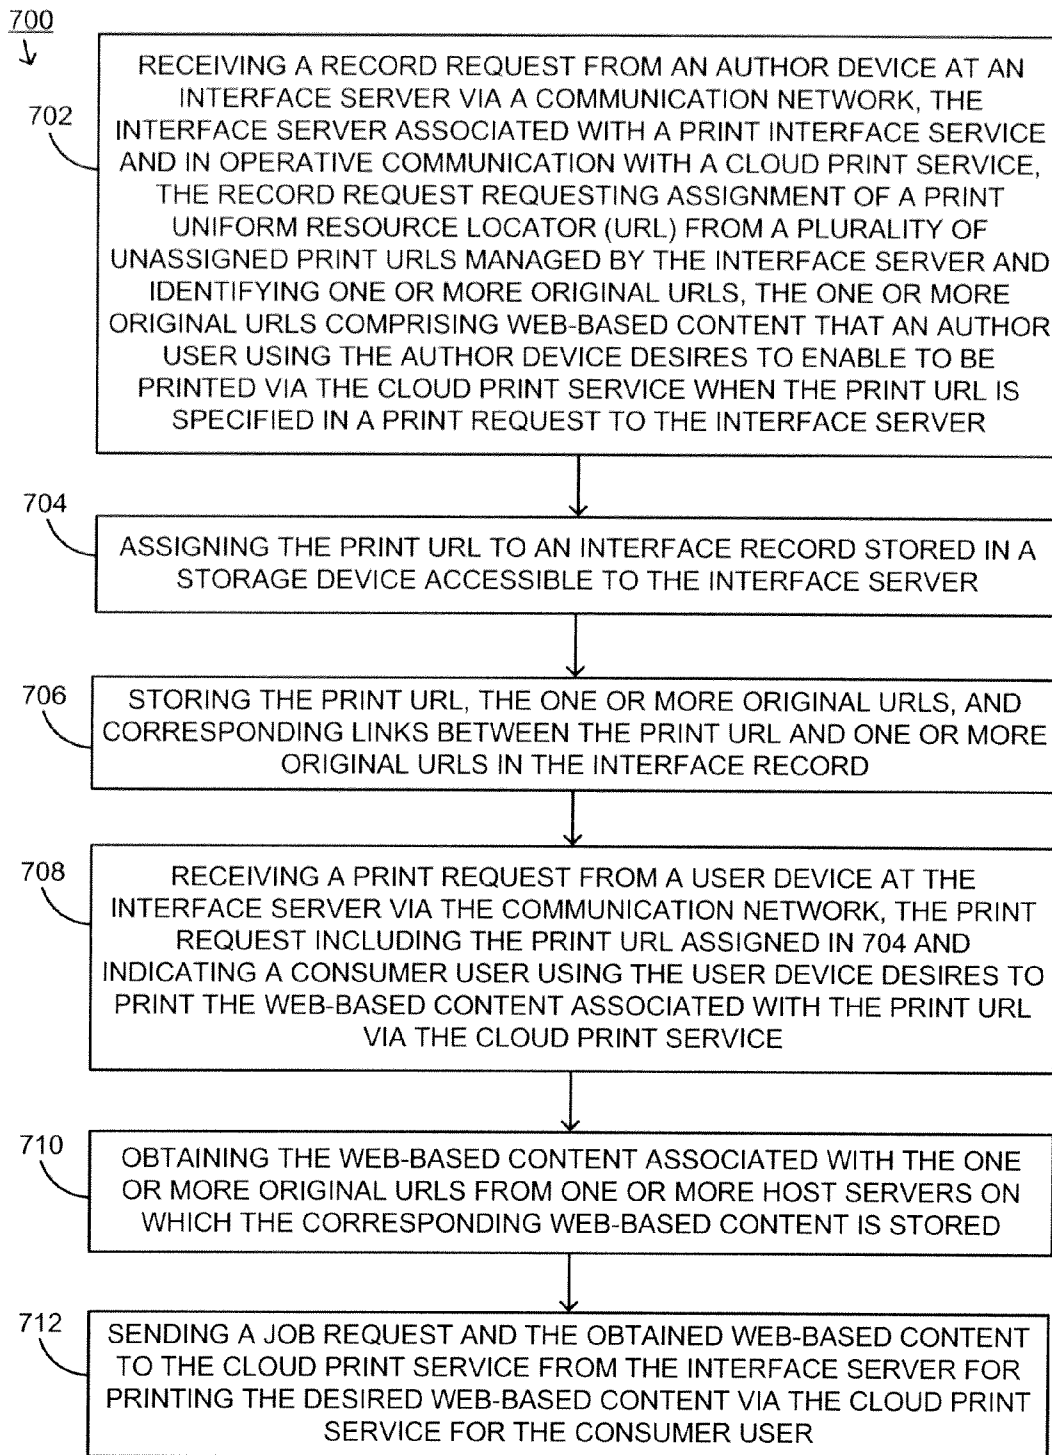 700
702
RECEIVING A RECORD REQUEST FROM AN AUTHOR DEVICE AT AN
INTERFACE SERVER VIA A COMMUNICATION NETWORK, THE
INTERFACE SERVER ASSOCIATED WITH A PRINT INTERFACE SERVICE
AND IN OPERATIVE COMMUNICATION WITH A CLOUD PRINT SERVICE,
THE RECORD REQUEST REQUESTING ASSIGNMENT OF A PRINT
UNIFORM RESOURCE LOCATOR (URL) FROM A PLURALITY OF
UNASSIGNED PRINT URLS MANAGED BY THE INTERFACE SERVER AND
IDENTIFYING ONE OR MORE ORIGINAL URLS, THE ONE OR MORE
ORIGINAL URLS COMPRISING WEB-BASED CONTENT THAT AN AUTHOR
USER USING THE AUTHOR DEVICE DESIRES TO ENABLE TO BE
PRINTED VIA THE CLOUD PRINT SERVICE WHEN THE PRINT URL IS
SPECIFIED IN A PRINT REQUEST TO THE INTERFACE SERVER
704
ASSIGNING THE PRINT URL TO AN INTERFACE RECORD STORED IN A
STORAGE DEVICE ACCESSIBLE TO THE INTERFACE SERVER
706
STORING THE PRINT URL, THE ONE OR MORE ORIGINAL URLS, AND
CORRESPONDING LINKS BETWEEN THE PRINT URL AND ONE OR MORE
ORIGINAL URLS IN THE INTERFACE RECORD
708
RECEIVING A PRINT REQUEST FROM A USER DEVICE AT THE
INTERFACE SERVER VIA THE COMMUNICATION NETWORK, THE PRINT
REQUEST INCLUDING THE PRINT URL ASSIGNED IN 704 AND
INDICATING A CONSUMER USER USING THE USER DEVICE DESIRES TO
PRINT THE WEB-BASED CONTENT ASSOCIATED WITH THE PRINT URL
VIA THE CLOUD PRINT SERVICE
710
OBTAINING THE WEB-BASED CONTENT ASSOCIATED WITH THE ONE
OR MORE ORIGINAL URLS FROM ONE OR MORE HOST SERVERS ON
WHICH THE CORRESPONDING WEB-BASED CONTENT IS STORED
712
SENDING A JOB REQUEST AND THE OBTAINED WEB-BASED CONTENT
TO THE CLOUD PRINT SERVICE FROM THE INTERFACE SERVER FOR
PRINTING THE DESIRED WEB-BASED CONTENT VIA THE CLOUD PRINT
SERVICE FOR THE CONSUMER USER